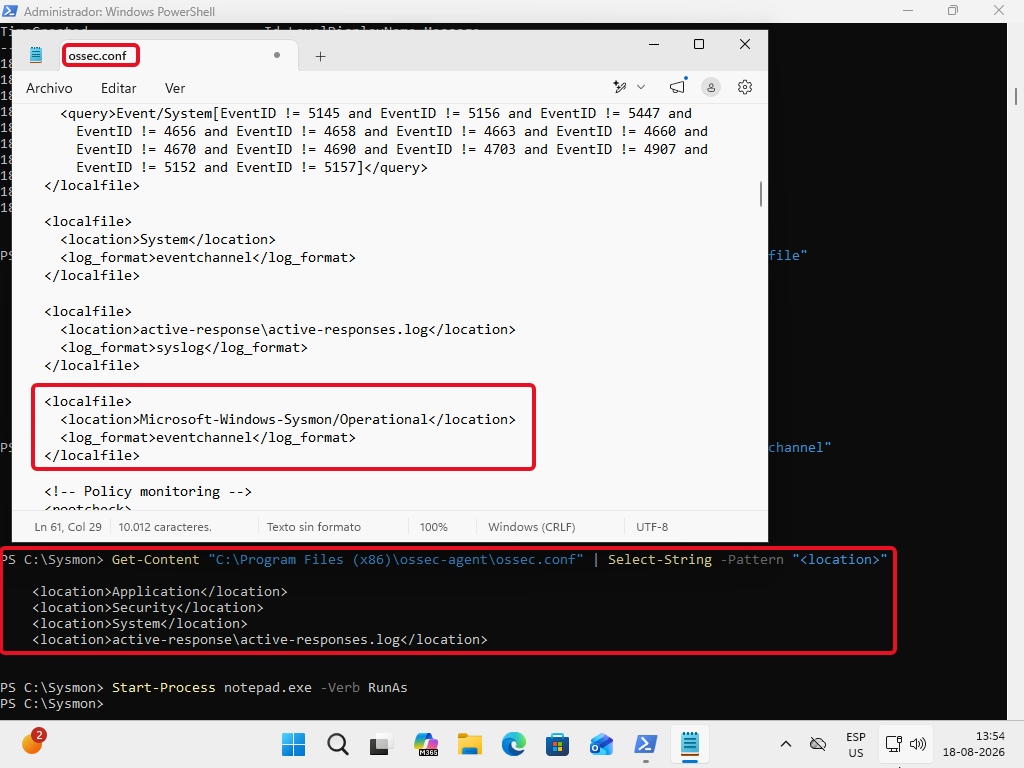 Administrador: Windows PowerShell
ossec.conf
Archivo Editar Ver
<query>Event/System[EventID != 5145 and EventID != 5156 and EventID != 5447 and
EventID != 4656 and EventID != 4658 and EventID != 4663 and EventID != 4660 and
EventID != 4670 and EventID != 4690 and EventID != 4703 and EventID != 4907 and
EventID != 5152 and EventID != 5157]</query>
</localfile>
<localfile>
<location>System</location>
<log_format>eventchannel</log_format>
</localfile>
file"
<localfile>
<location>active-response\active-responses.log</location>
<log_format>syslog</log_format>
</localfile>
<localfile>
<location>Microsoft-Windows-Sysmon/Operational</location>
<log_format>eventchannel</log_format>
</localfile>
channel"
<!-- Policy monitoring -->
<rootcheck>
Ln 61, Col 29 10.012 caracteres. Texto sin formato 100% Windows (CRLF) UTF-8
PS C:\Sysmon> Get-Content "C:\Program Files (x86)\ossec-agent\ossec.conf" | Select-String -Pattern "<location>"
<location>Application</location>
<location>Security</location>
<location>System</location>
<location>active-response\active-responses.log</location>
PS C:\Sysmon> Start-Process notepad.exe -Verb RunAs
PS C:\Sysmon>
2
M365
ESP
US
13:54
18-08-2026